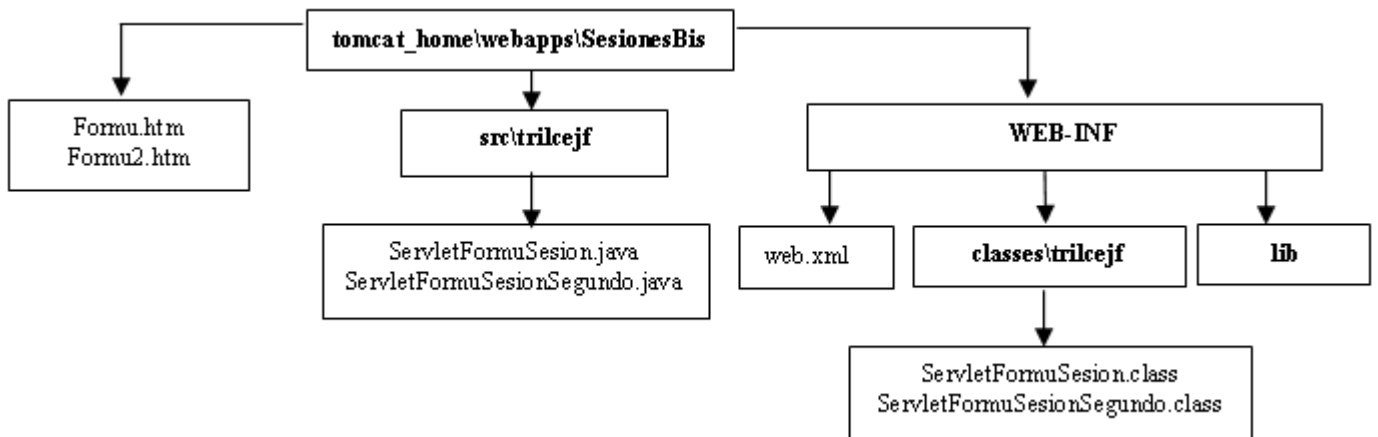 tomcat_home\webapps\SesionesBis
Formu.htm
Formu2.htm
src\trilcejf
WEB-INF
ServletFormuSesion.java
ServletFormuSesionSegundo.java
web.xml
classes\trilcejf
lib
ServletFormuSesion.class
ServletFormuSesionSegundo.class